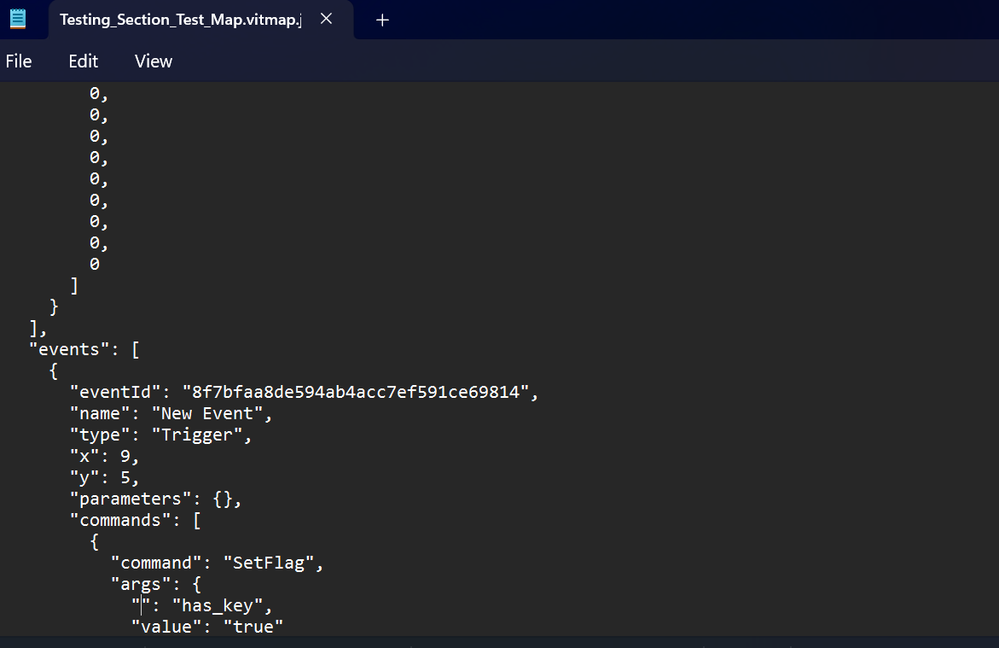 Testing_Section_Test_Map.vitmap.j
File Edit View
0,
0,
0,
0,
0,
0,
0,
0,
0
]
}
],
"events": [
{
"eventId": "8f7bfaa8de594ab4acc7ef591ce69814",
"name": "New Event",
"type": "Trigger",
"x": 9,
"y": 5,
"parameters": {},
"commands": [
{
"command": "SetFlag",
"args": {
"": "has_key",
"value": "true"